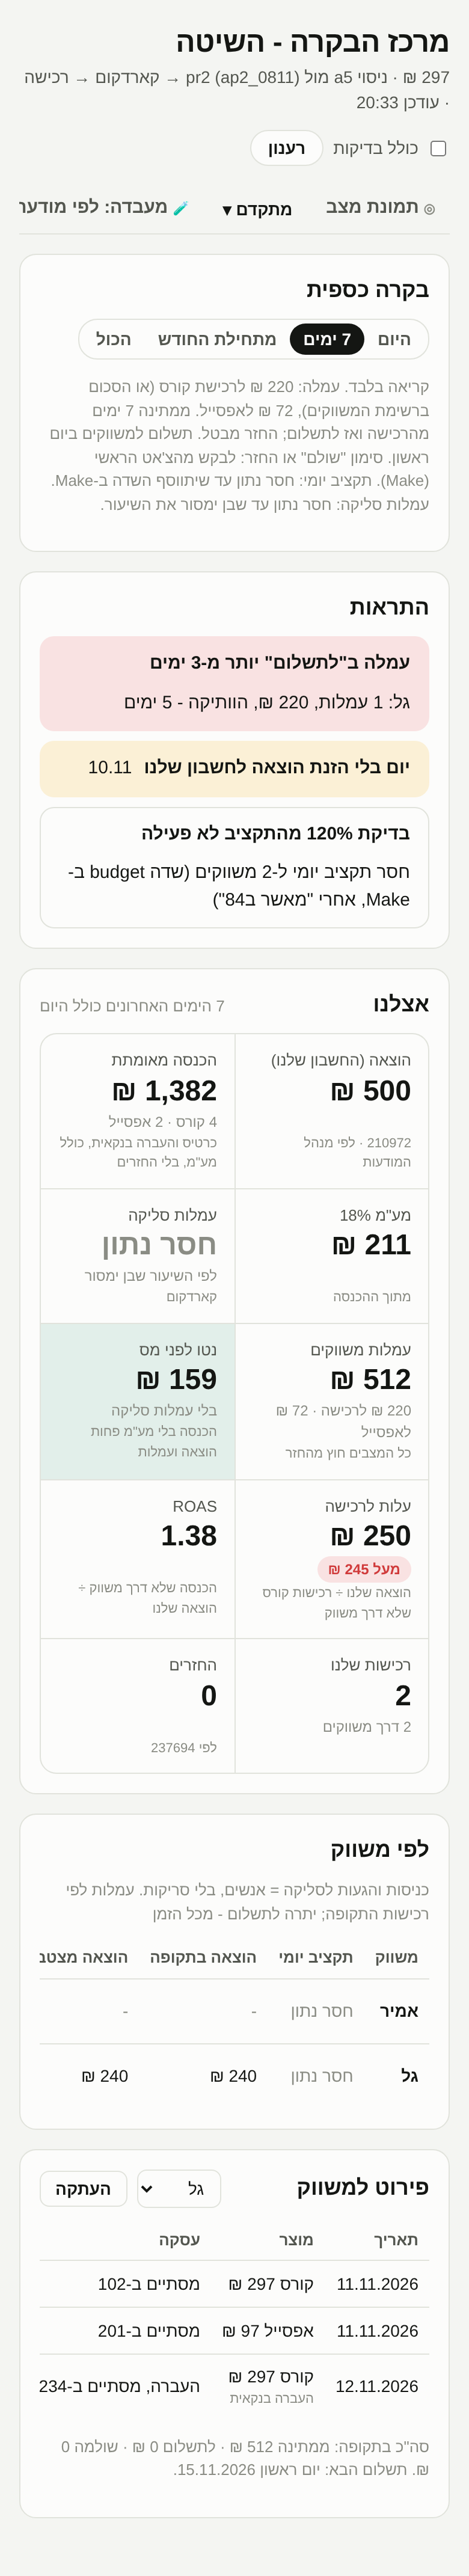 מרכז הבקרה - השיטה
297 ₪ · ניסוי a5 מול pr2 (ap2_0811) → קארדקום → רכישה
· עודכן 20:33
כולל בדיקות
רענון
◎ תמונת מצב
מתקדם ▾
🧪 מעבדה: לפי מודעה
בקרה כספית
היום
7 ימים
מתחילת החודש
הכול
קריאה בלבד. עמלה: 220 ₪ לרכישת קורס (או הסכום
ברשימת המשווקים), 72 ₪ לאפסייל. ממתינה 7 ימים
מהרכישה ואז לתשלום; החזר מבטל. תשלום למשווקים ביום
ראשון. סימון "שולם" או החזר: לבקש מהצ'אט הראשי
(Make). תקציב יומי: חסר נתון עד שיתווסף השדה ב-Make.
עמלות סליקה: חסר נתון עד שבן ימסור את השיעור.
התראות
עמלה ב"לתשלום" יותר מ-3 ימים
גל: 1 עמלות, 220 ₪, הוותיקה - 5 ימים
יום בלי הזנת הוצאה לחשבון שלנו 10.11
בדיקת 120% מהתקציב לא פעילה
חסר תקציב יומי ל-2 משווקים (שדה budget ב-
Make, אחרי "מאשר ב84")
אצלנו
7 הימים האחרונים כולל היום
הוצאה (החשבון שלנו)
500 ₪
210972 · לפי מנהל
המודעות
הכנסה מאומתת
1,382 ₪
4 קורס · 2 אפסייל
כרטיס והעברה בנקאית, כולל
מע"מ, בלי החזרים
מע"מ 18%
211 ₪
מתוך ההכנסה
עמלות סליקה
חסר נתון
לפי השיעור שבן ימסור
קארדקום
עמלות משווקים
512 ₪
220 ₪ לרכישה · 72 ₪
לאפסייל
כל המצבים חוץ מהחזר
נטו לפני מס
159 ₪
בלי עמלות סליקה
הכנסה בלי מע"מ פחות
הוצאה ועמלות
עלות לרכישה
250 ₪
מעל 245 ₪
הוצאה שלנו ÷ רכישות קורס
שלא דרך משווק
ROAS
1.38
הכנסה שלא דרך משווק ÷
הוצאה שלנו
רכישות שלנו
2
2 דרך משווקים
החזרים
0
לפי 237694
לפי משווק
כניסות והגעות לסליקה = אנשים, בלי סריקות. עמלות לפי
רכישות התקופה; יתרה לתשלום - מכל הזמן
משווק תקציב יומי הוצאה בתקופה הוצאה מצטב
אמיר חסר נתון - -
גל חסר נתון 240 ₪ 240 ₪
פירוט למשווק
גל
העתקה
תאריך מוצר עסקה
11.11.2026 קורס 297 ₪ מסתיים ב-102
11.11.2026 אפסייל 97 ₪ מסתיים ב-201
12.11.2026 קורס 297 ₪ העברה, מסתיים ב-234
העברה בנקאית
סה"כ בתקופה: ממתינה 512 ₪ · לתשלום 0 ₪ · שולמה 0
₪. תשלום הבא: יום ראשון 15.11.2026.